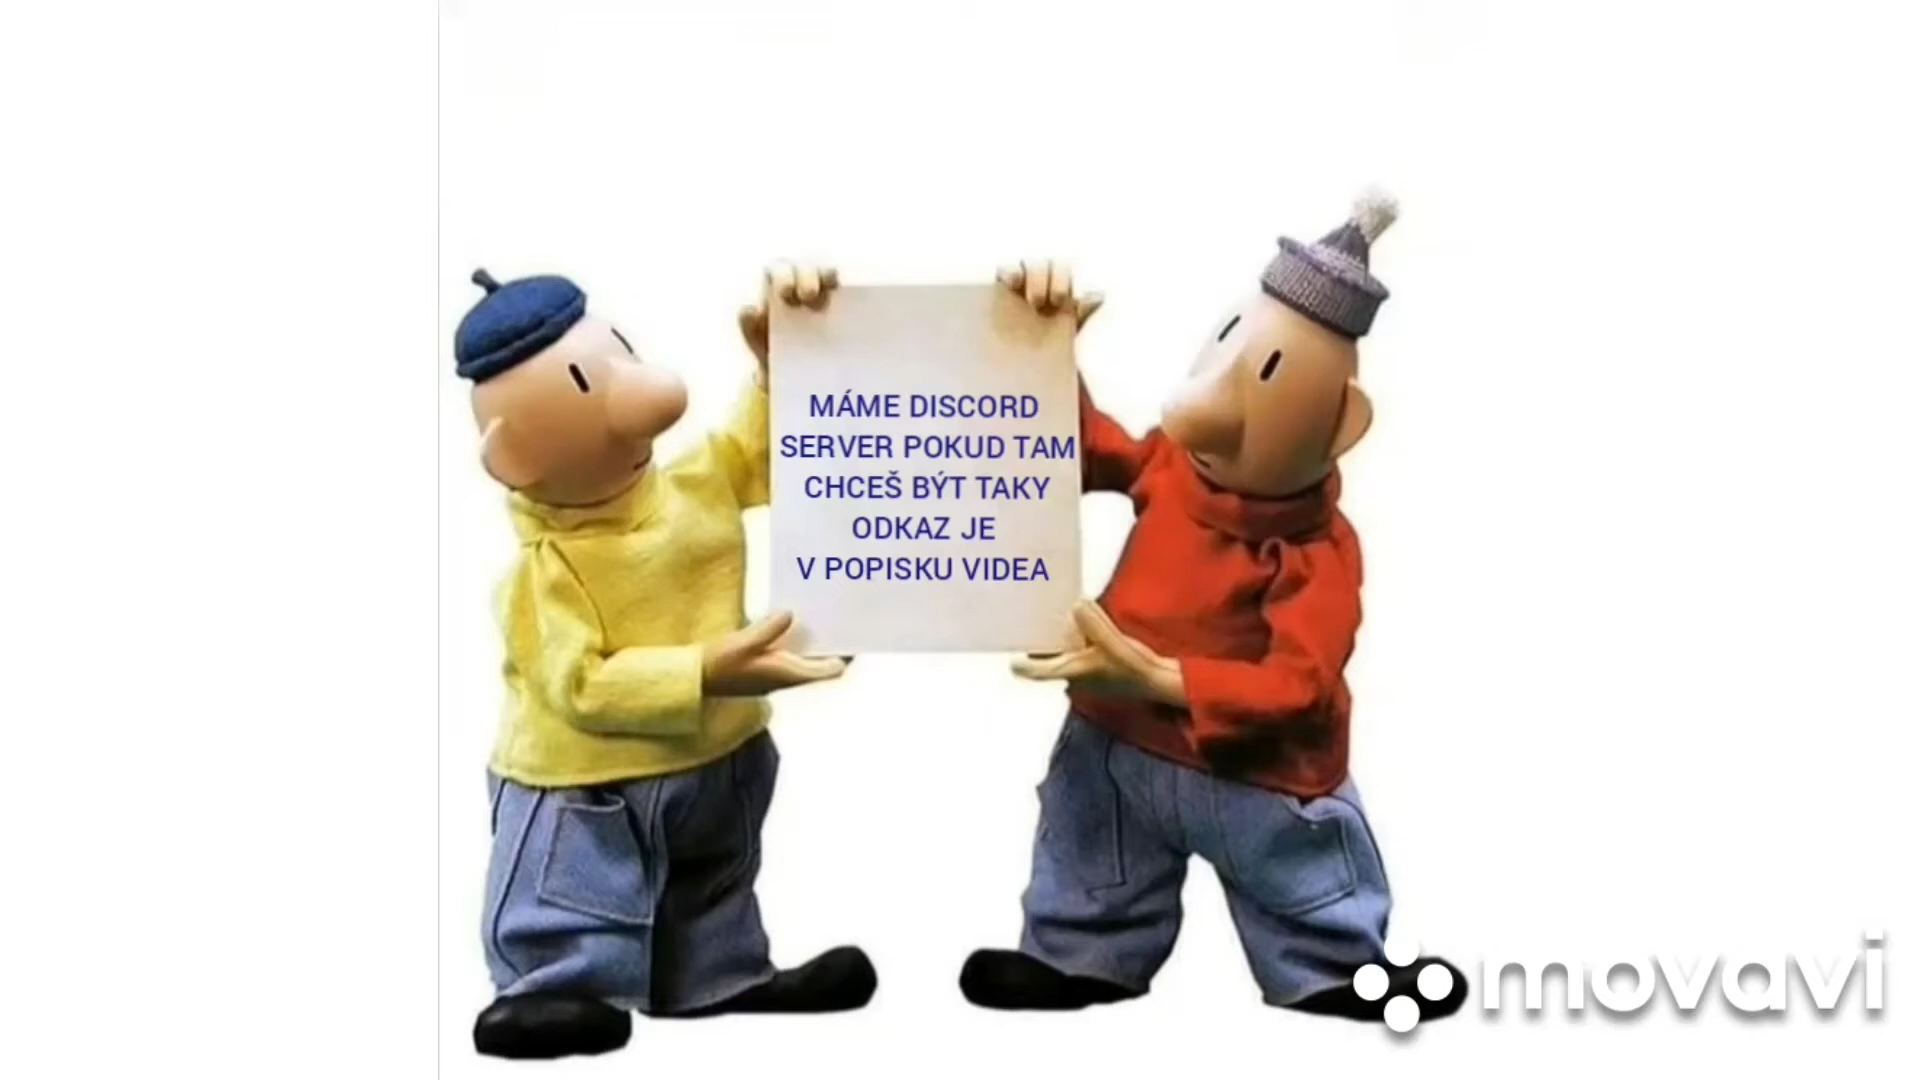 MÁME DISCORD
SERVER POKUD TAM
CHCEŠ BÝT TAKY
ODKAZ JE
V POPISKU VIDEA
movavi